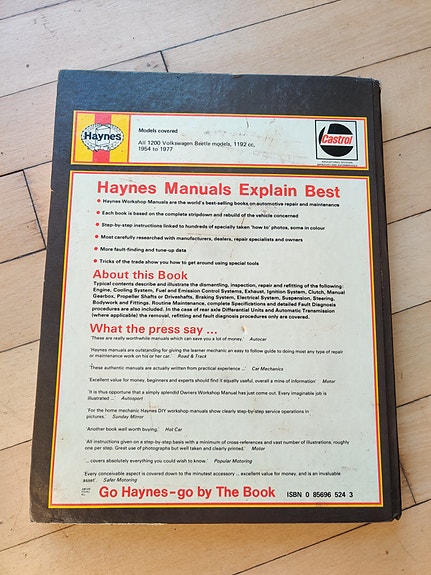 Haynes
Models covered
All 1200 Volkswagen Beetle models, 1192 cc,
1954 to 1977
Castrol
Haynes Manuals Explain Best
Haynes Workshop Manuals are the world's best-selling books on automotive repair and maintenance
Each book is based on the complete stripdown and rebuild of the vehicle concerned
Step-by-step instructions linked to hundreds of specially taken 'how to' photos, some in colour
Most carefully researched with manufacturers, dealers, repair specialists and owners
More fault-finding and tune-up data
Tricks of the trade show you how to get around using special tools
About this Book
Typical contents describe and illustrate the dismantling, inspection, repair and refitting of the following:
Engine, Cooling System, Fuel and Emission Control Systems, Exhaust, Ignition System, Clutch, Manual
Gearbox, Propeller Shafts or Driveshafts, Braking System, Electrical System, Suspension, Steering,
Bodywork and Fittings. Routine Maintenance, complete Specifications and detailed Fault Diagnosis
procedures are also included. In the case of rear axle Differential Units and Automatic Transmission
(where applicable) the removal, refitting and fault diagnosis procedures only are covered.
What the press say ...
'These are really worthwhile manuals which can save you a lot of money.' Autocar
'Haynes manuals are outstanding for giving the learner mechanic an easy to follow guide to doing most any type of repair
or maintenance work on his or her car.' Road & Track
'These authentic manuals are actually written from practical experience ...' Car Mechanics
'Excellent value for money, beginners and experts should find it equally useful, overall a mine of information' Motor
'It is thus opportune that a simply splendid Owners Workshop Manual has just come out. Every imaginable job is
illustrated ...' Autosport
'For the home mechanic Haynes DIY workshop manuals show clearly step-by-step service operations in
pictures.' Sunday Mirror
'Another book well worth buying.' Hot Car
'All instructions given on a step-by-step basis with a minimum of cross-references and vast number of illustrations, roughly
one per step. Great use of photographs but well taken and clearly printed.' Motor
'... covers absolutely everything you could wish to know.' Popular Motoring
'Every conceivable aspect is covered down to the minutest accessory ... excellent value for money, and is an invaluable
asset'. Safer Motoring
Go Haynes-go by The Book
ISBN 0 85696 524 3